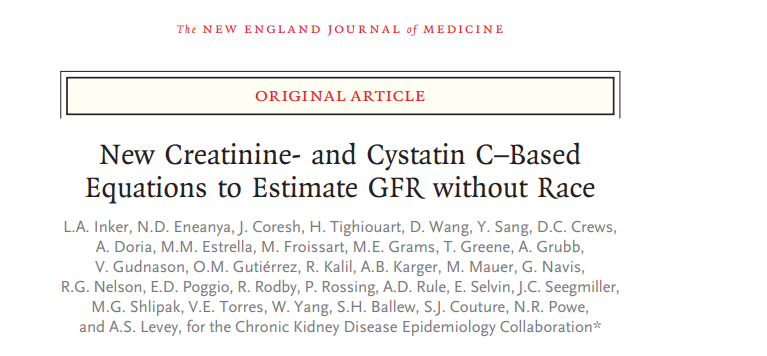 The NEW ENGLAND JOURNAL of MEDICINE
ORIGINAL ARTICLE
New Creatinine- and Cystatin C–Based
Equations to Estimate GFR without Race
L.A. Inker, N.D. Eneanya, J. Coresh, H. Tighiouart, D. Wang, Y. Sang, D.C. Crews,
A. Doria, M.M. Estrella, M. Froissart, M.E. Grams, T. Greene, A. Grubb,
V. Gudnason, O.M. Gutiérrez, R. Kalil, A.B. Karger, M. Mauer, G. Navis,
R.G. Nelson, E.D. Poggio, R. Rodby, P. Rossing, A.D. Rule, E. Selvin, J.C. Seegmiller,
M.G. Shlipak, V.E. Torres, W. Yang, S.H. Ballew, S.J. Couture, N.R. Powe,
and A.S. Levey, for the Chronic Kidney Disease Epidemiology Collaboration*